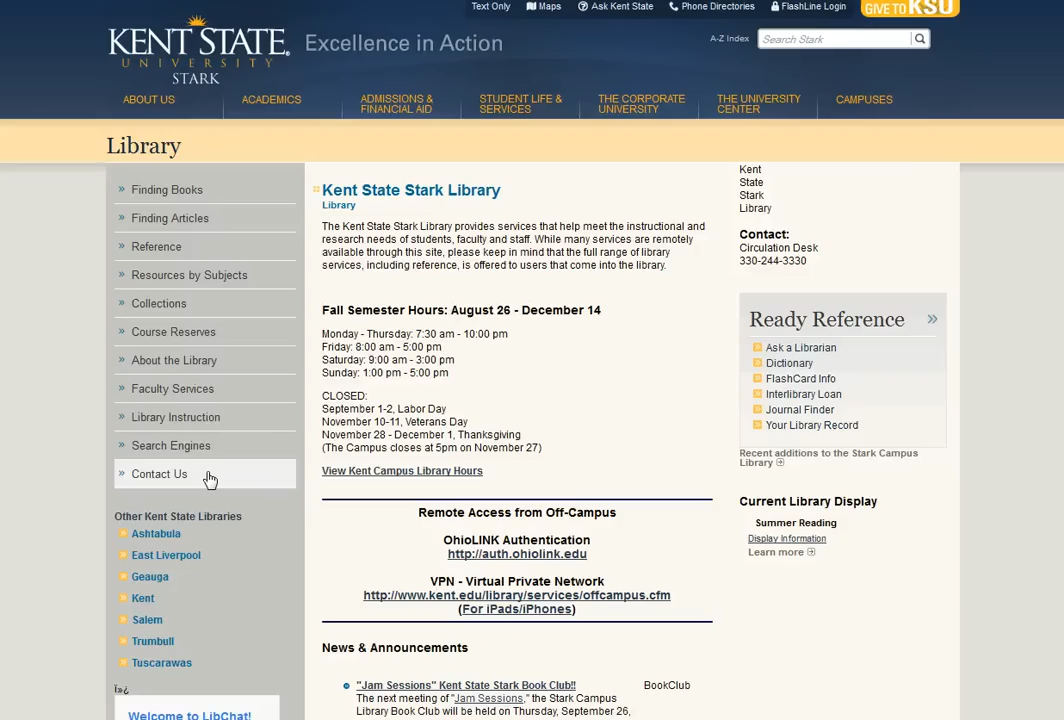 Text Only
Maps
Ask Kent State
Phone Directories
FlashLine Login
GIVE TO KSU
KENT STATE
UNIVERSITY
STARK
Excellence in Action
A-Z Index
Search Stark
ABOUT US
ACADEMICS
ADMISSIONS &
FINANCIAL AID
STUDENT LIFE &
SERVICES
THE CORPORATE
UNIVERSITY
THE UNIVERSITY
CENTER
CAMPUSES
Library
» Finding Books
» Finding Articles
» Reference
» Resources by Subjects
» Collections
» Course Reserves
» About the Library
» Faculty Services
» Library Instruction
» Search Engines
» Contact Us
Other Kent State Libraries
Ashtabula
East Liverpool
Geauga
Kent
Salem
Trumbull
Tuscarawas
ï»¿
Welcome to LibChat!
Kent State Stark Library
Library
The Kent State Stark Library provides services that help meet the instructional and
research needs of students, faculty and staff. While many services are remotely
available through this site, please keep in mind that the full range of library
services, including reference, is offered to users that come into the library.
Fall Semester Hours: August 26 - December 14
Monday - Thursday: 7:30 am - 10:00 pm
Friday: 8:00 am - 5:00 pm
Saturday: 9:00 am - 3:00 pm
Sunday: 1:00 pm - 5:00 pm
CLOSED:
September 1-2, Labor Day
November 10-11, Veterans Day
November 28 - December 1, Thanksgiving
(The Campus closes at 5pm on November 27)
View Kent Campus Library Hours
Remote Access from Off-Campus
OhioLINK Authentication
http://auth.ohiolink.edu
VPN - Virtual Private Network
http://www.kent.edu/library/services/offcampus.cfm
(For iPads/iPhones)
News & Announcements
"Jam Sessions" Kent State Stark Book Club!!
The next meeting of "Jam Sessions," the Stark Campus
Library Book Club will be held on Thursday, September 26,
BookClub
Kent
State
Stark
Library
Contact:
Circulation Desk
330-244-3330
Ready Reference »
Ask a Librarian
Dictionary
FlashCard Info
Interlibrary Loan
Journal Finder
Your Library Record
Recent additions to the Stark Campus
Library
Current Library Display
Summer Reading
Display Information
Learn more